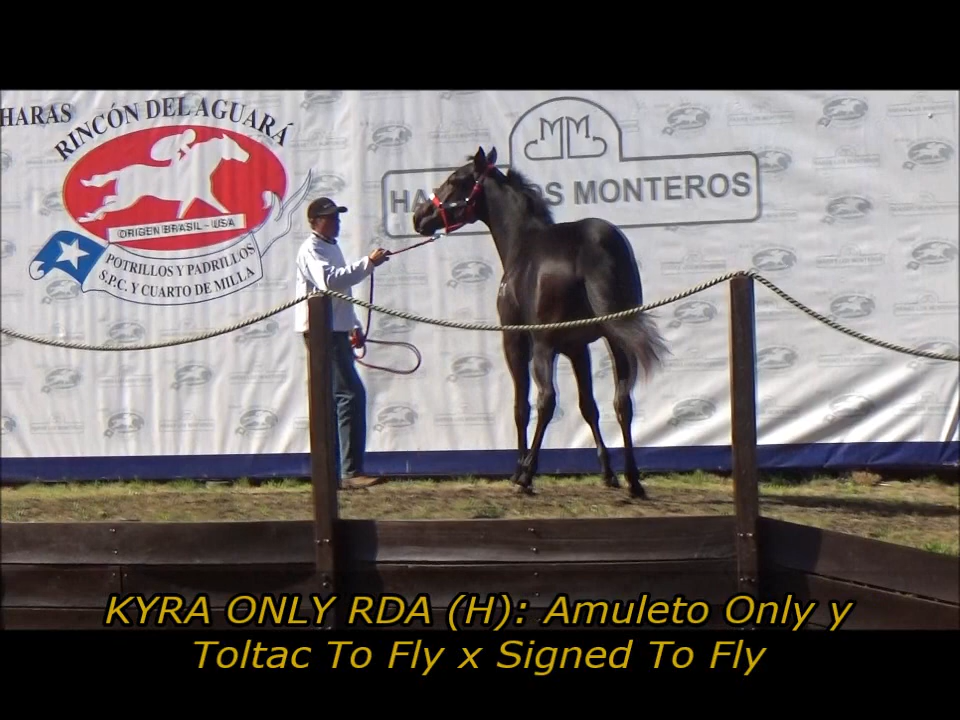 HARAS
RINCÓN DEL AGUARÁ
ORIGEN BRASIL - USA
POTRILLOS Y PADRILLOS
S.P.C. Y CUARTO DE MILLA
MM
HA OS MONTEROS
KYRA ONLY RDA (H): Amuleto Only y
Toltac To Fly x Signed To Fly